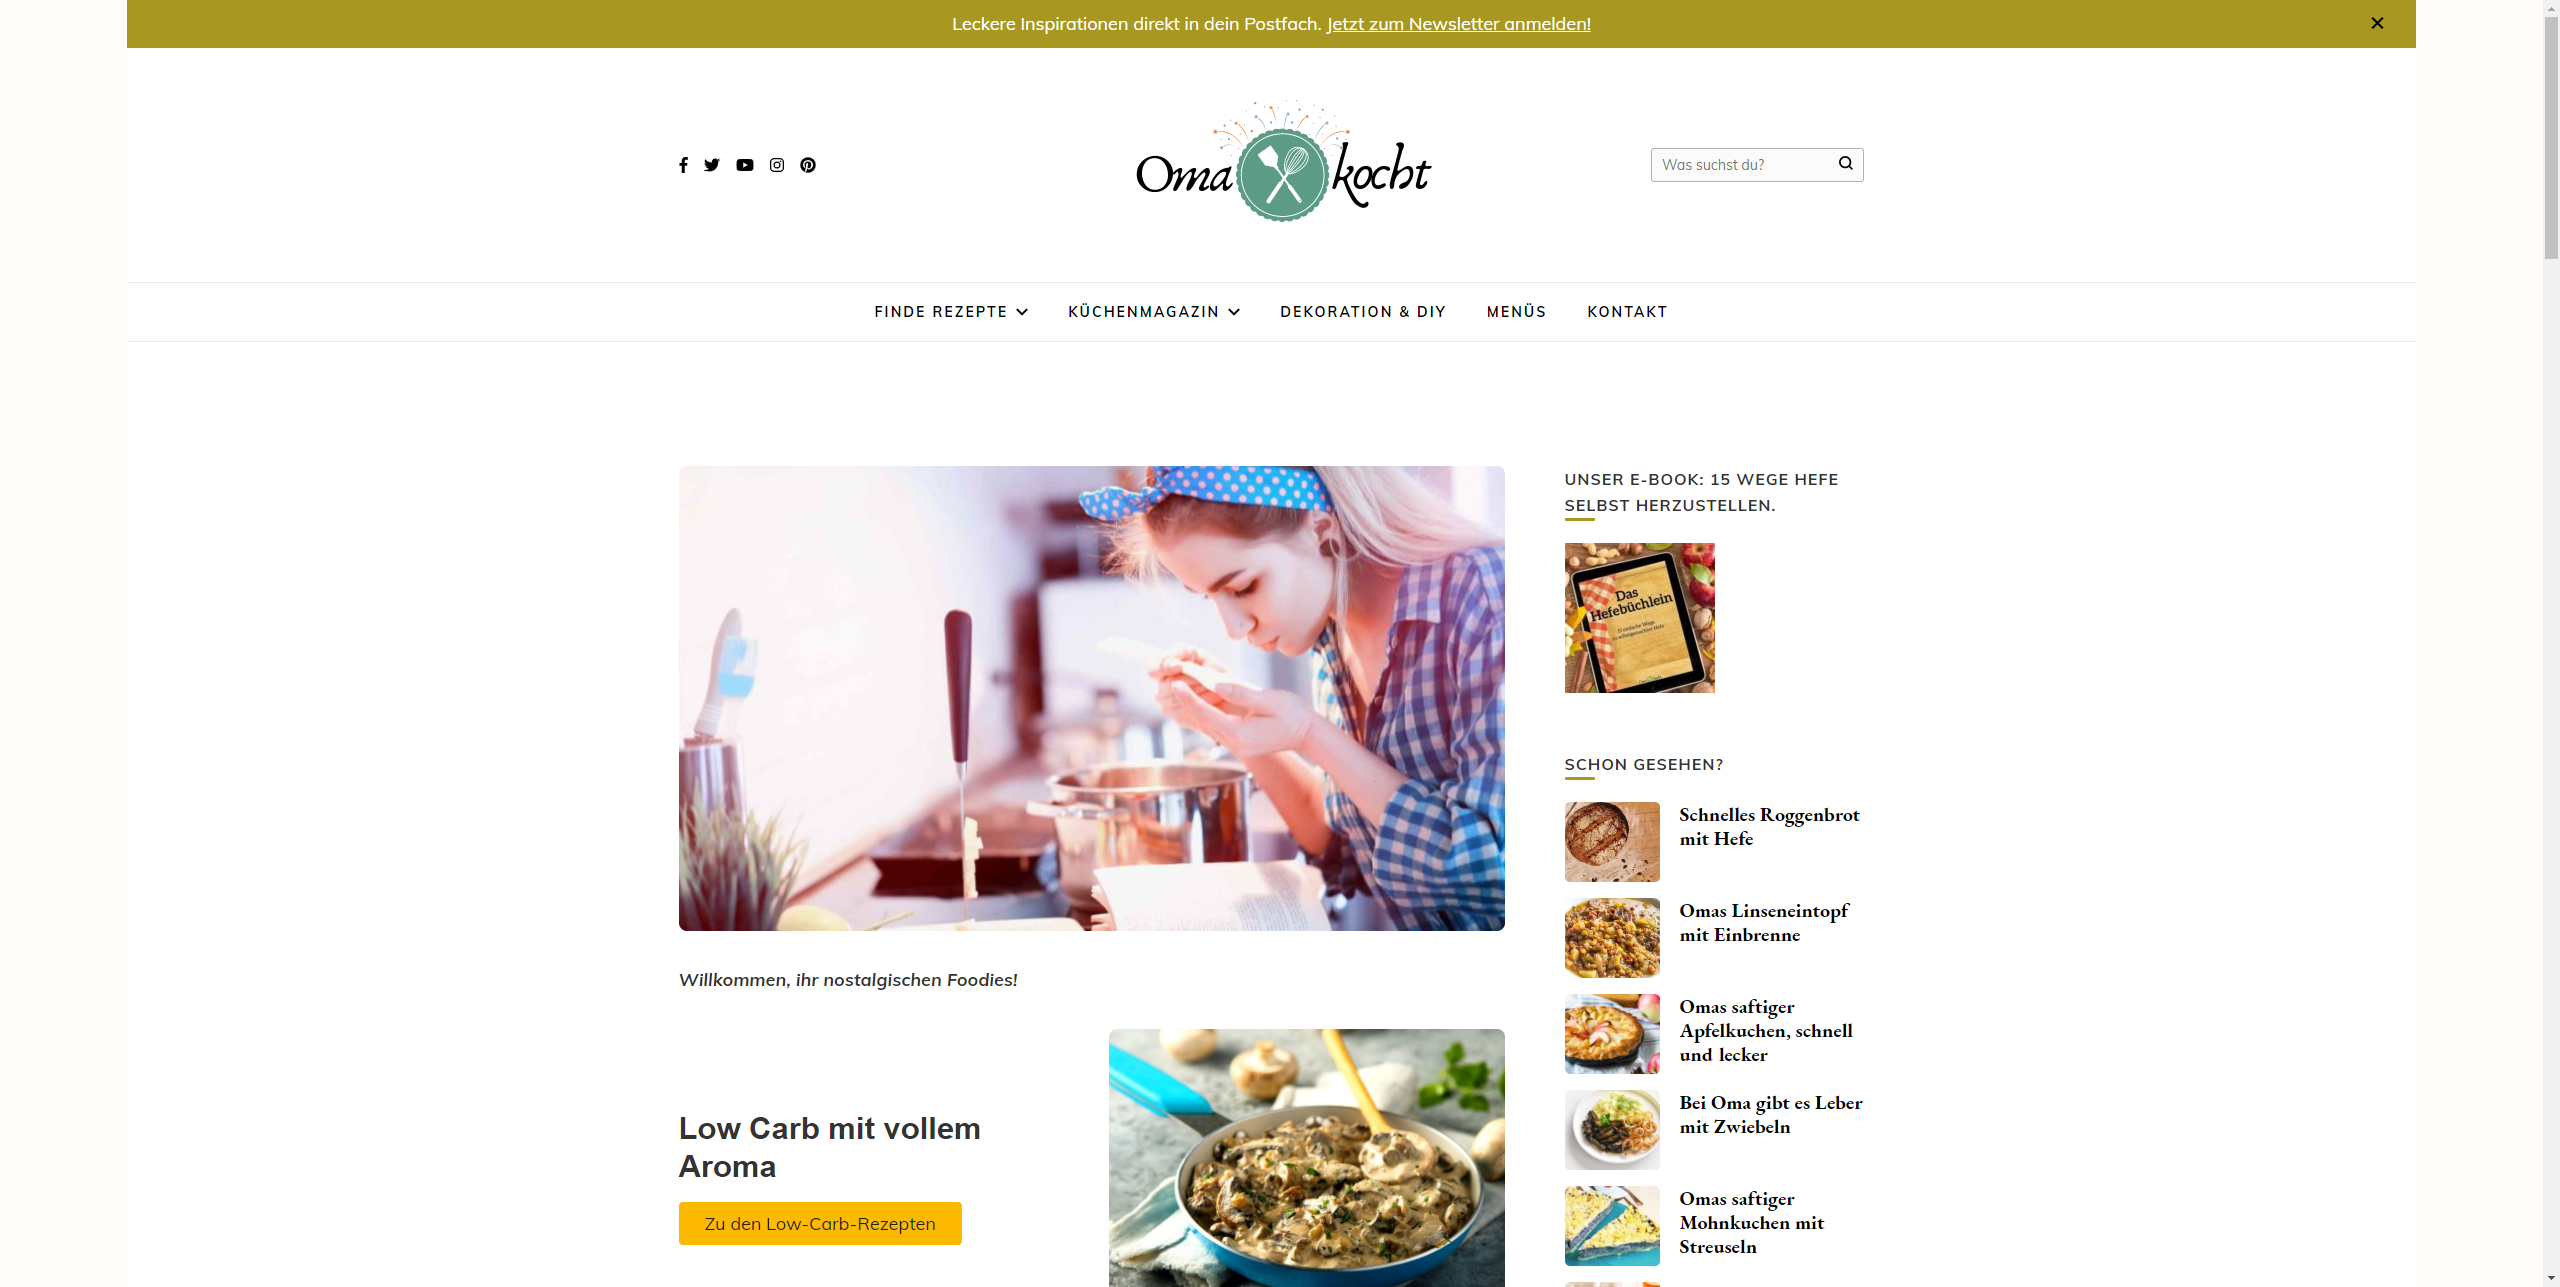 Leckere Inspirationen direkt in dein Postfach. Jetzt zum Newsletter anmelden!
Oma kocht
Was suchst du?
FINDE REZEPTE
KÜCHENMAGAZIN
DEKORATION & DIY
MENÜS
KONTAKT
Willkommen, ihr nostalgischen Foodies!
Low Carb mit vollem
Aroma
Zu den Low-Carb-Rezepten
UNSER E-BOOK: 15 WEGE HEFE
SELBST HERZUSTELLEN.
Das
Hefebüchlein
SCHON GESEHEN?
Schnelles Roggenbrot
mit Hefe
Omas Linseneintopf
mit Einbrenne
Omas saftiger
Apfelkuchen, schnell
und lecker
Bei Oma gibt es Leber
mit Zwiebeln
Omas saftiger
Mohnkuchen mit
Streuseln